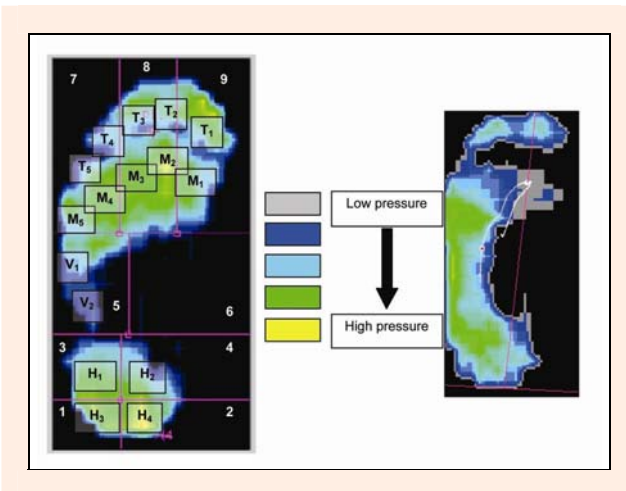 7 8 9
T₃ T₂
T₄ T₁
T₅ M₃ M₂
M₄ M₁
M₅
V₁
V₂ 5 6
3 4
H₁ H₂
1 H₃ H₄ 2
Low pressure
High pressure